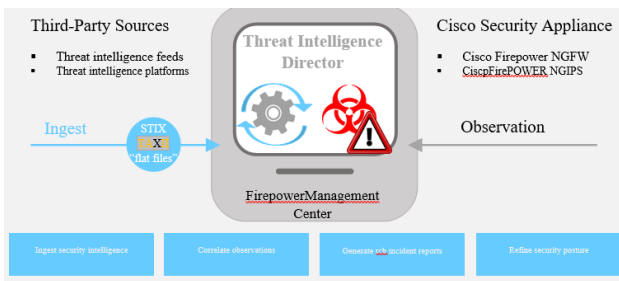 Third-Party Sources
Threat intelligence feeds
Threat intelligence platforms
Ingest
STIX
X
"flat files"
Threat Intelligence
Director
FirepowerManagement
Center
Cisco Security Appliance
Cisco Firepower NGFW
CiscpFirePOWER NGIPS
Observation
Ingest security intelligence
Correlate observations
Generate rcb incident reports
Refine security posture